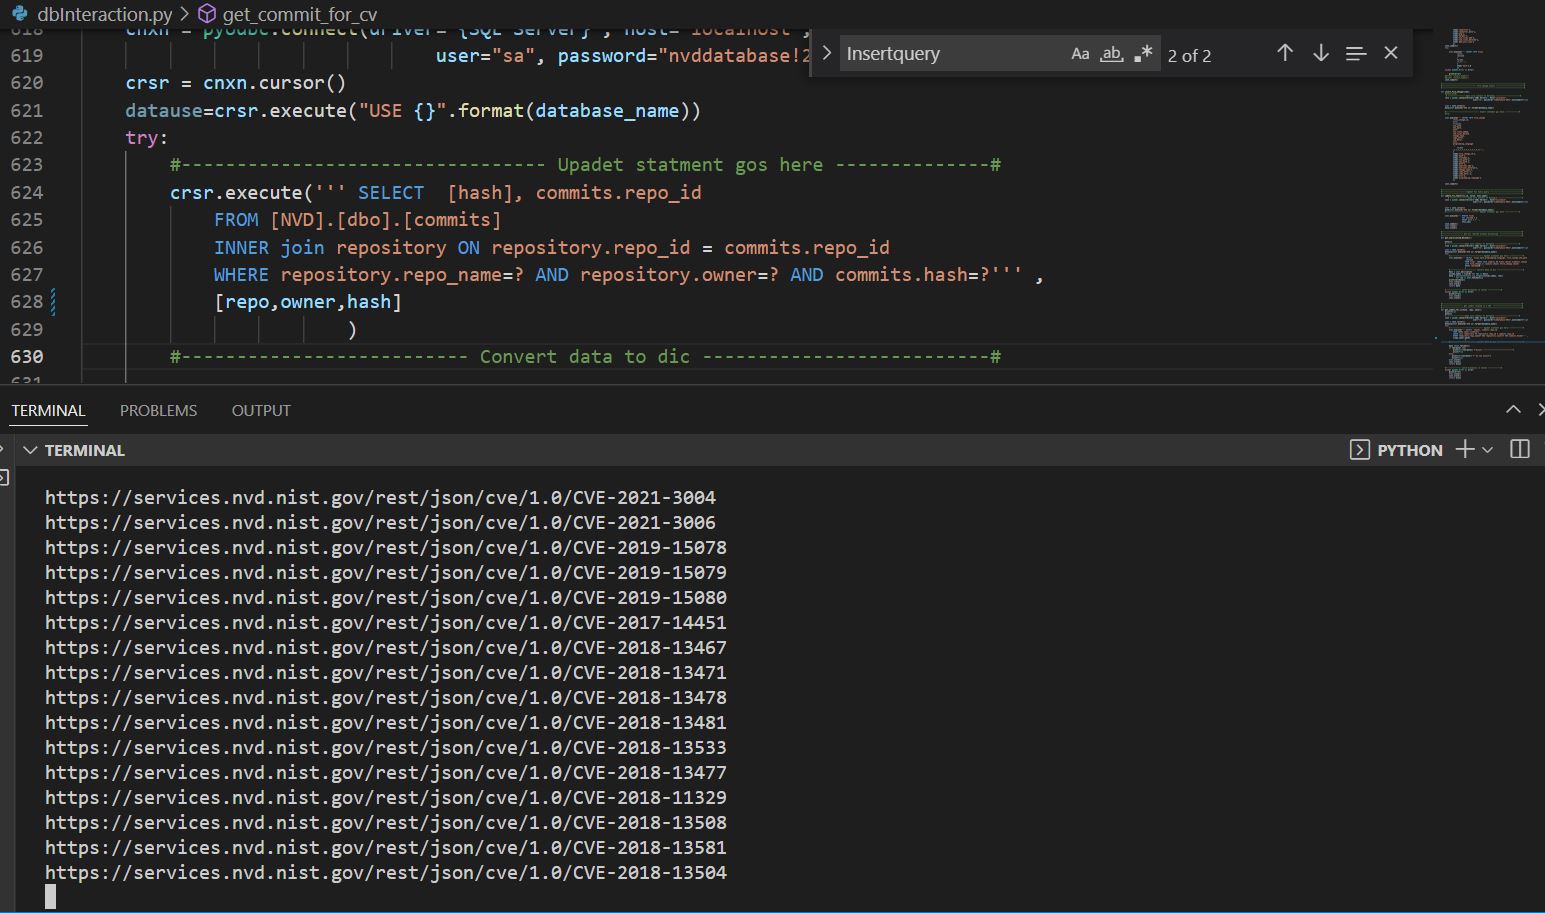 dbInteraction.py > get_commit_for_cv
618 cnxn = pyodbc.connect(driver='{SQL Server}', host='localhost',
619 user="sa", password="nvddatabase!2
Insertquery Aa ab .* 2 of 2
620 crsr = cnxn.cursor()
621 datause=crsr.execute("USE {}".format(database_name))
622 try:
623 #--------------------------------- Upadet statment gos here --------------#
624 crsr.execute(''' SELECT  [hash], commits.repo_id
625 FROM [NVD].[dbo].[commits]
626 INNER join repository ON repository.repo_id = commits.repo_id
627 WHERE repository.repo_name=? AND repository.owner=? AND commits.hash=?''' ,
628 [repo,owner,hash]
629 )
630 #-------------------------- Convert data to dic --------------------------#
631
TERMINAL PROBLEMS OUTPUT
TERMINAL PYTHON
https://services.nvd.nist.gov/rest/json/cve/1.0/CVE-2021-3004
https://services.nvd.nist.gov/rest/json/cve/1.0/CVE-2021-3006
https://services.nvd.nist.gov/rest/json/cve/1.0/CVE-2019-15078
https://services.nvd.nist.gov/rest/json/cve/1.0/CVE-2019-15079
https://services.nvd.nist.gov/rest/json/cve/1.0/CVE-2019-15080
https://services.nvd.nist.gov/rest/json/cve/1.0/CVE-2017-14451
https://services.nvd.nist.gov/rest/json/cve/1.0/CVE-2018-13467
https://services.nvd.nist.gov/rest/json/cve/1.0/CVE-2018-13471
https://services.nvd.nist.gov/rest/json/cve/1.0/CVE-2018-13478
https://services.nvd.nist.gov/rest/json/cve/1.0/CVE-2018-13481
https://services.nvd.nist.gov/rest/json/cve/1.0/CVE-2018-13533
https://services.nvd.nist.gov/rest/json/cve/1.0/CVE-2018-13477
https://services.nvd.nist.gov/rest/json/cve/1.0/CVE-2018-11329
https://services.nvd.nist.gov/rest/json/cve/1.0/CVE-2018-13508
https://services.nvd.nist.gov/rest/json/cve/1.0/CVE-2018-13581
https://services.nvd.nist.gov/rest/json/cve/1.0/CVE-2018-13504